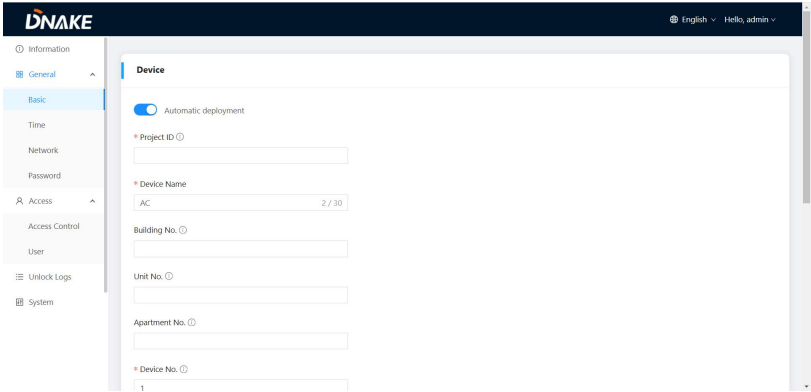 DNAKE
English
Hello, admin
Information
General
Basic
Time
Network
Password
Access
Access Control
User
Unlock Logs
System
Device
Automatic deployment
* Project ID
* Device Name
AC 2 / 30
Building No.
Unit No.
Apartment No.
* Device No.
1